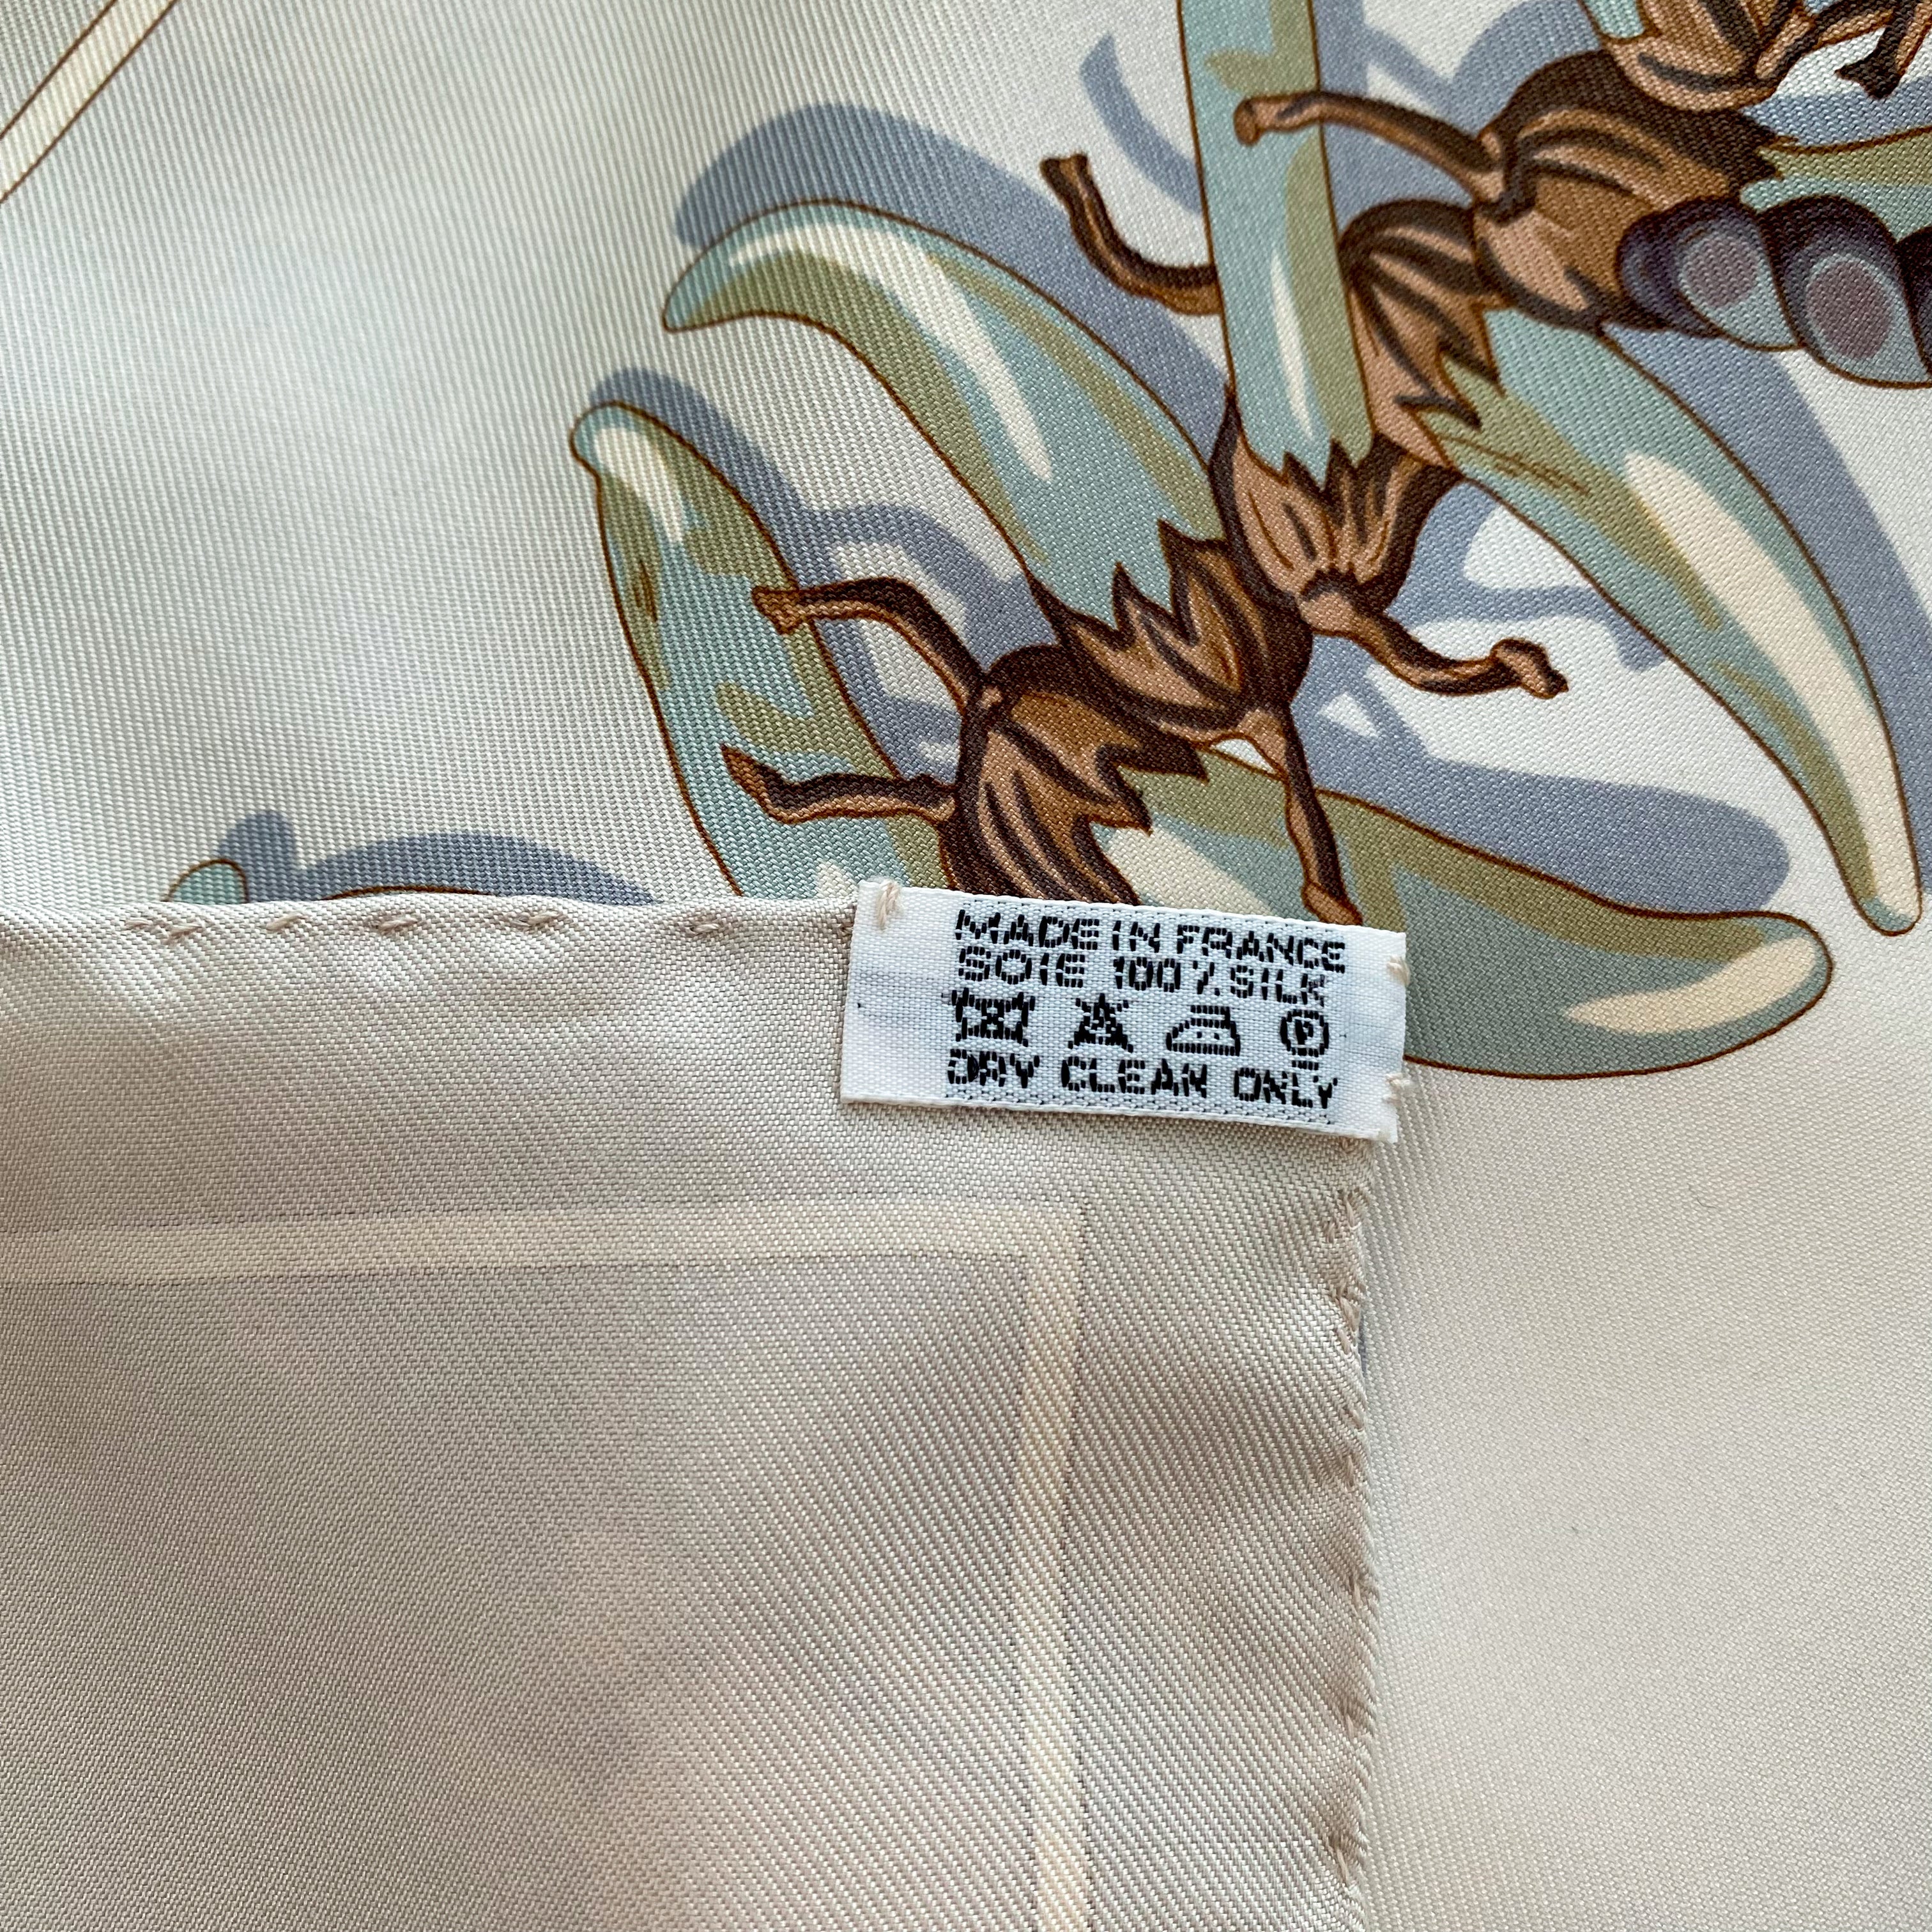 MADE IN FRANCE
SOIE 100% SILK
P
DRY CLEAN ONLY